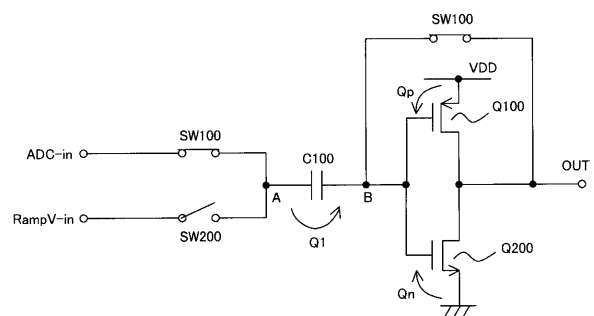 SW100
VDD
Qp
Q100
SW100
ADC-in
C100
OUT
A
B
RampV-in
SW200
Q1
Q200
Qn